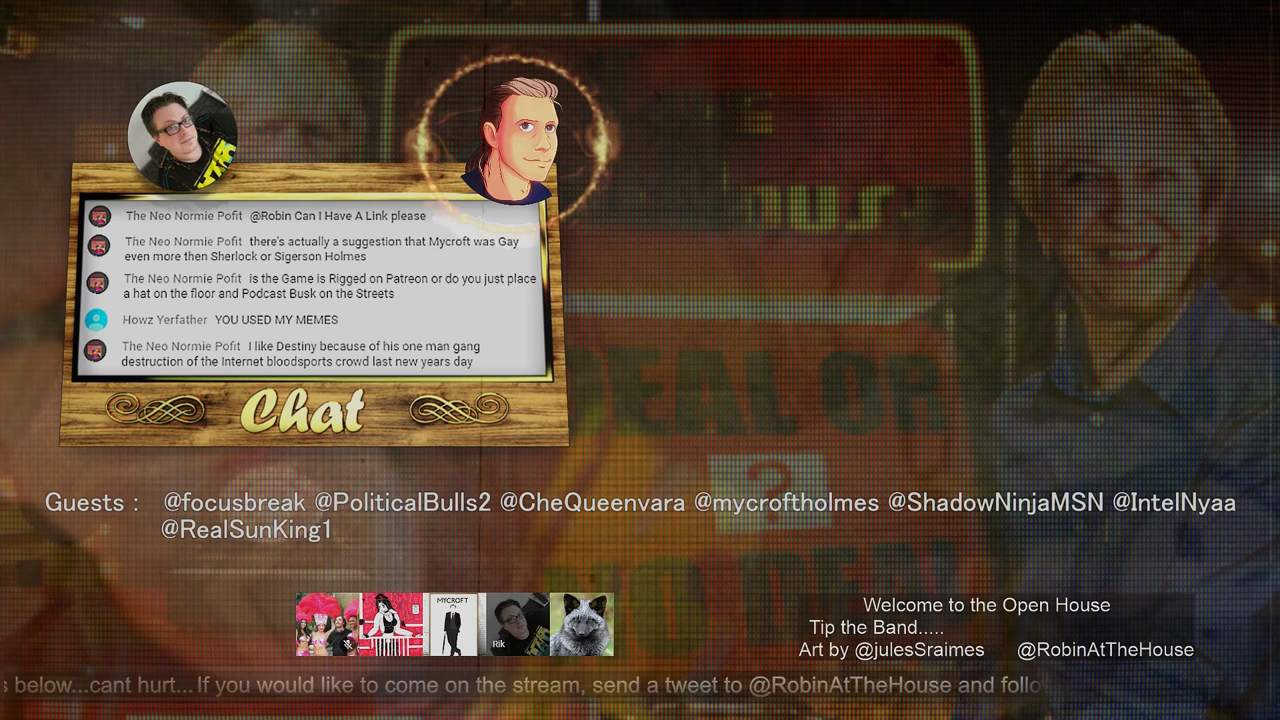 The Neo Normie Pofit @Robin Can I Have A Link please
The Neo Normie Pofit there's actually a suggestion that Mycroft was Gay
even more then Sherlock or Sigerson Holmes
The Neo Normie Pofit is the Game is Rigged on Patreon or do you just place
a hat on the floor and Podcast Busk on the Streets
Howz Yerfather YOU USED MY MEMES
The Neo Normie Pofit I like Destiny because of his one man gang
destruction of the Internet bloodsports crowd last new years day
Chat
DEAL OR
?
NO DEAL
Guests : @focusbreak @PoliticalBulls2 @CheQueenvara @mycroftholmes @ShadowNinjaMSN @IntelNyaa
@RealSunKing1
MYCROFT
Rik
Welcome to the Open House
Tip the Band.....
Art by @julesSraimes @RobinAtTheHouse
s below...cant hurt... If you would like to come on the stream, send a tweet to @RobinAtTheHouse and follo